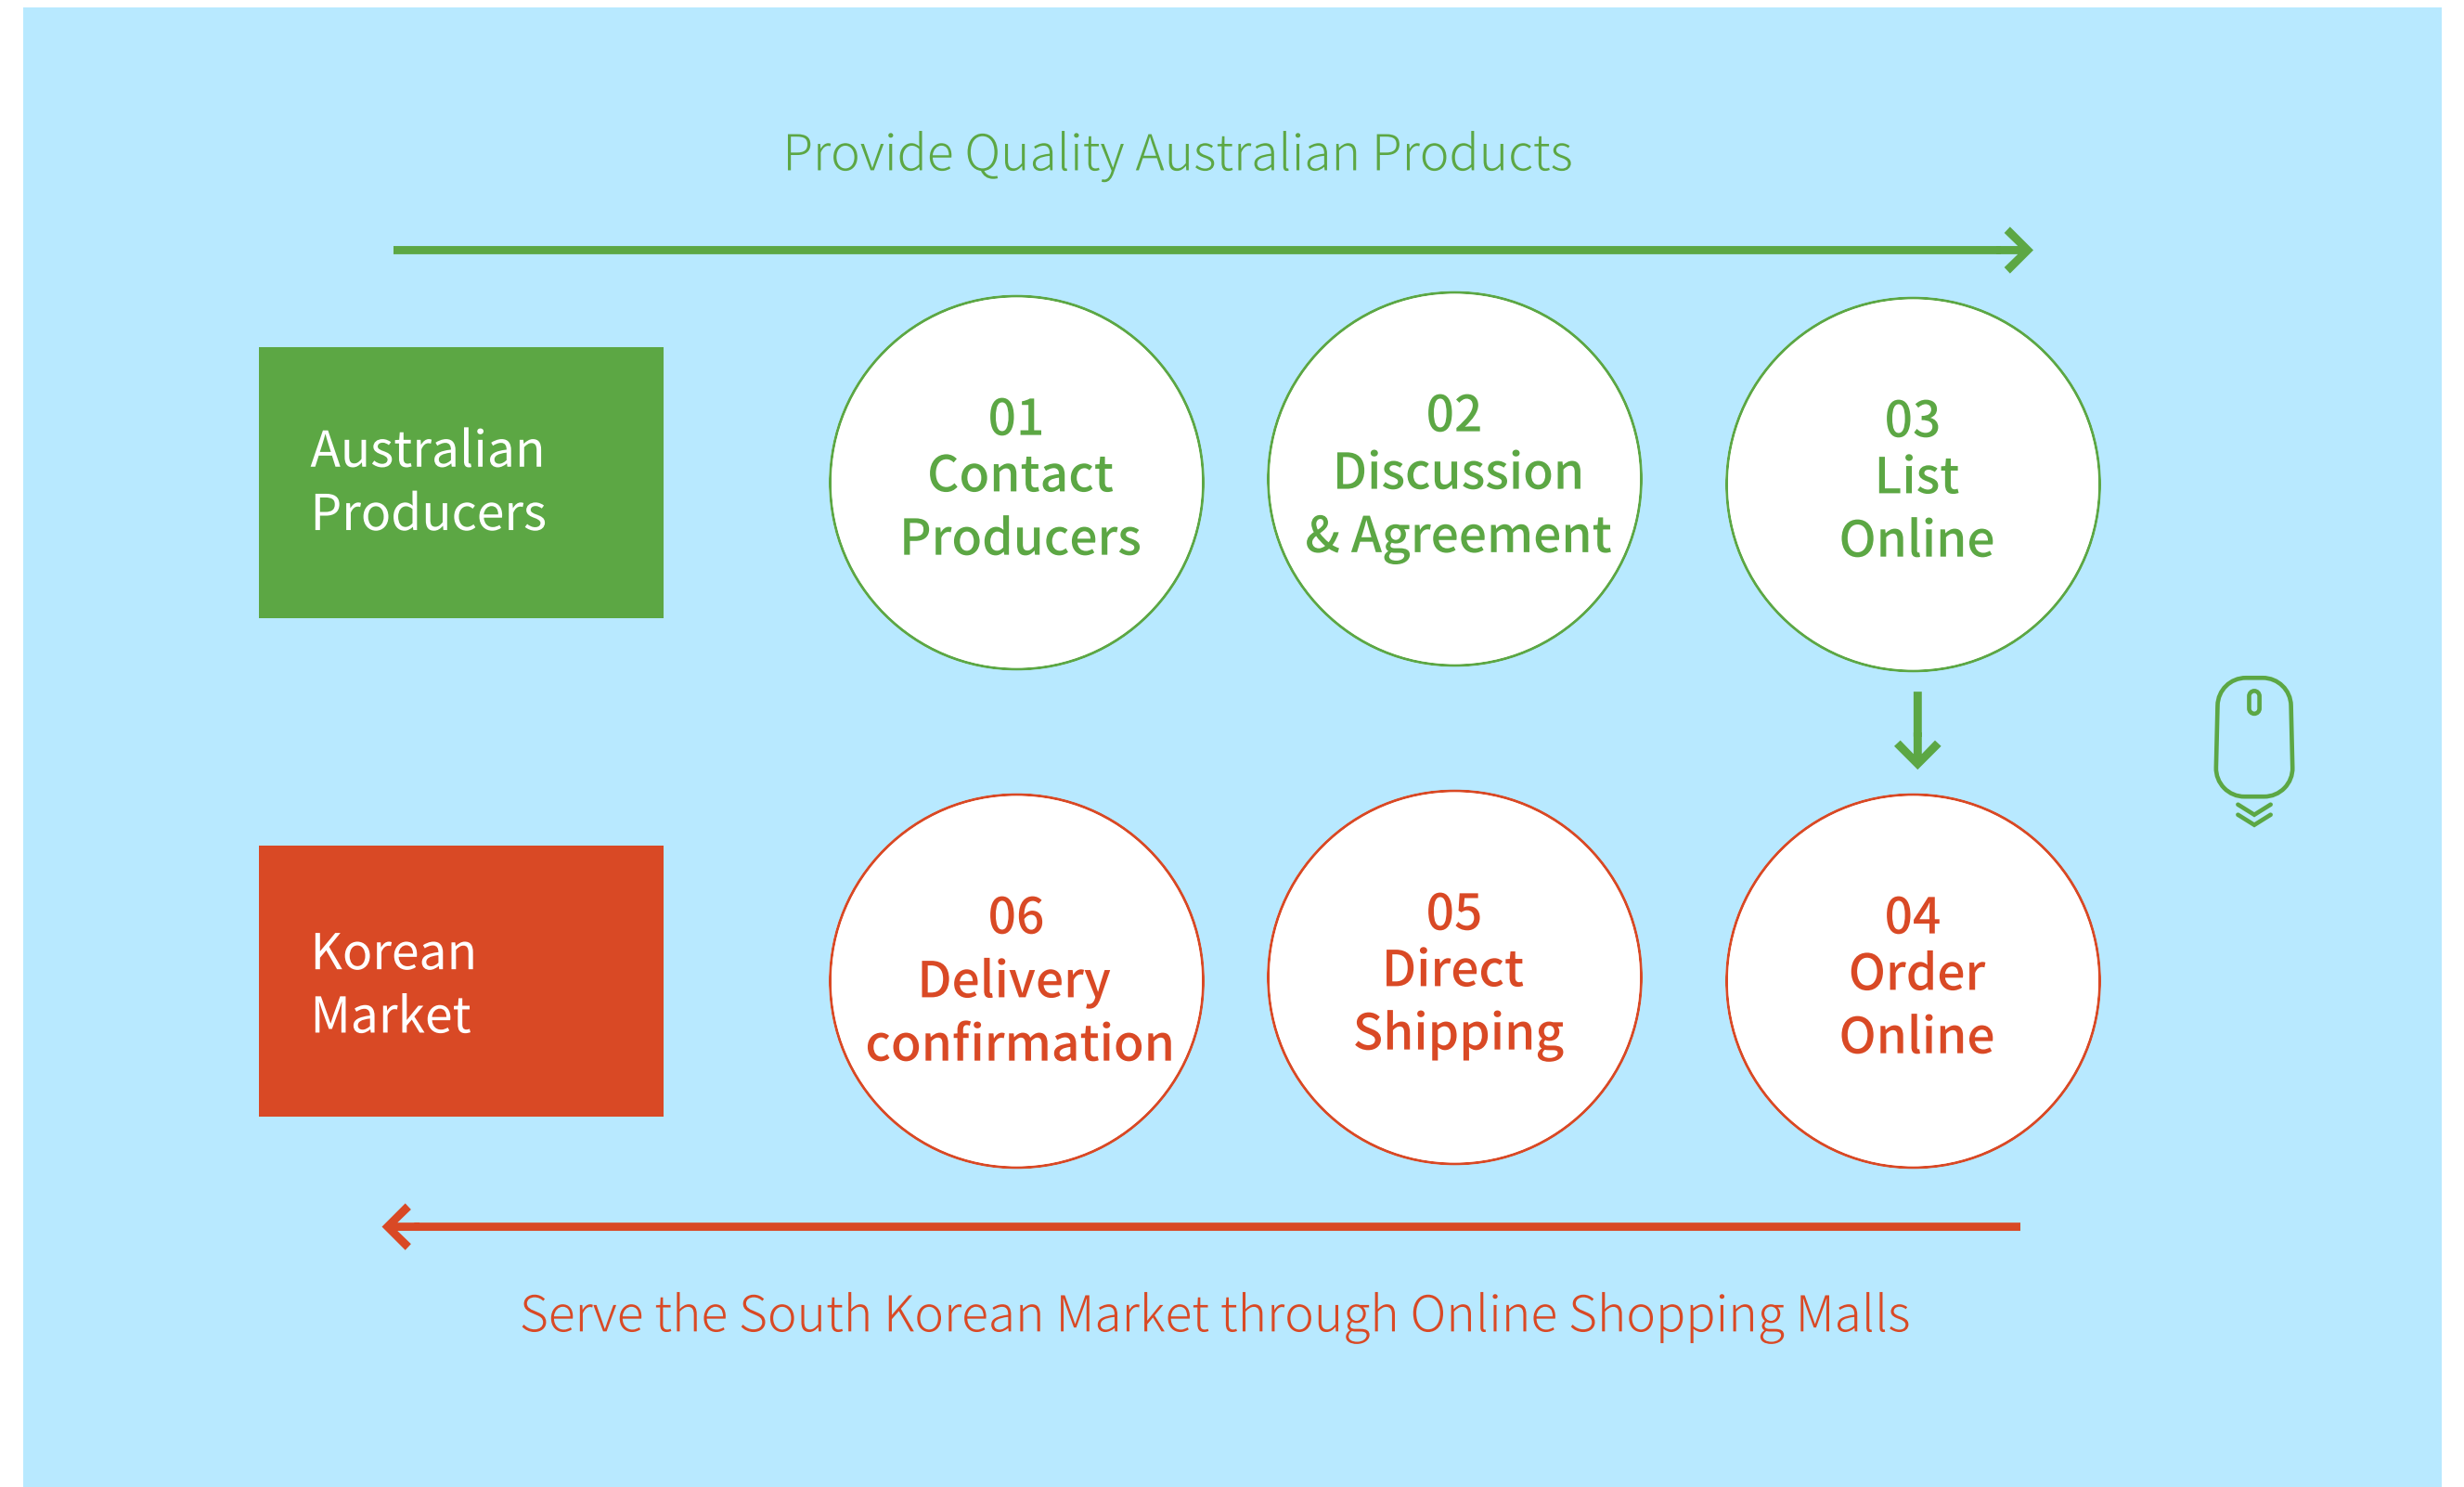 Provide Quality Australian Products
Australian
Producers
01
Contact
Producers
02
Discussion
& Agreement
03
List
Online
Korean
Market
06
Delivery
confirmation
05
Direct
Shipping
04
Order
Online
Serve the South Korean Market through Online Shopping Malls